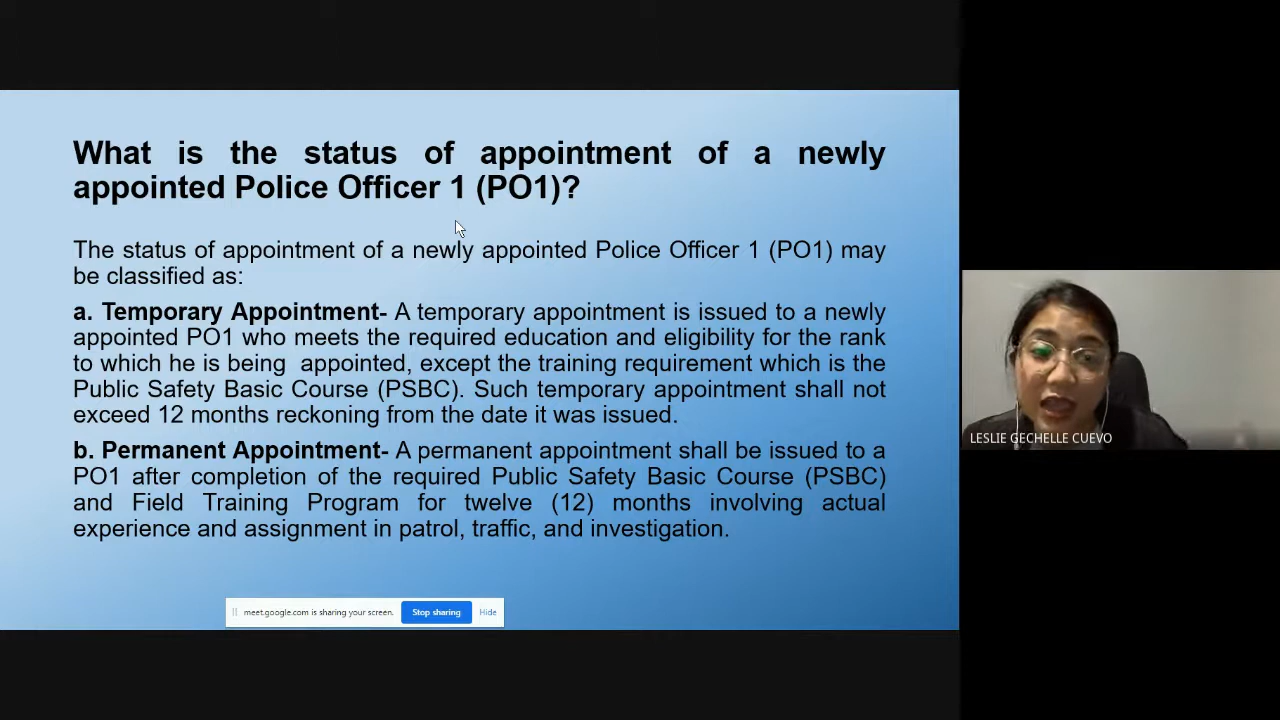 What is the status of appointment of a newly
appointed Police Officer 1 (PO1)?
The status of appointment of a newly appointed Police Officer 1 (PO1) may
be classified as:
a. Temporary Appointment- A temporary appointment is issued to a newly
appointed PO1 who meets the required education and eligibility for the rank
to which he is being appointed, except the training requirement which is the
Public Safety Basic Course (PSBC). Such temporary appointment shall not
exceed 12 months reckoning from the date it was issued.
b. Permanent Appointment- A permanent appointment shall be issued to a
PO1 after completion of the required Public Safety Basic Course (PSBC)
and Field Training Program for twelve (12) months involving actual
experience and assignment in patrol, traffic, and investigation.
meet.google.com is sharing your screen. Stop sharing Hide
LESLIE GECHELLE CUEVO